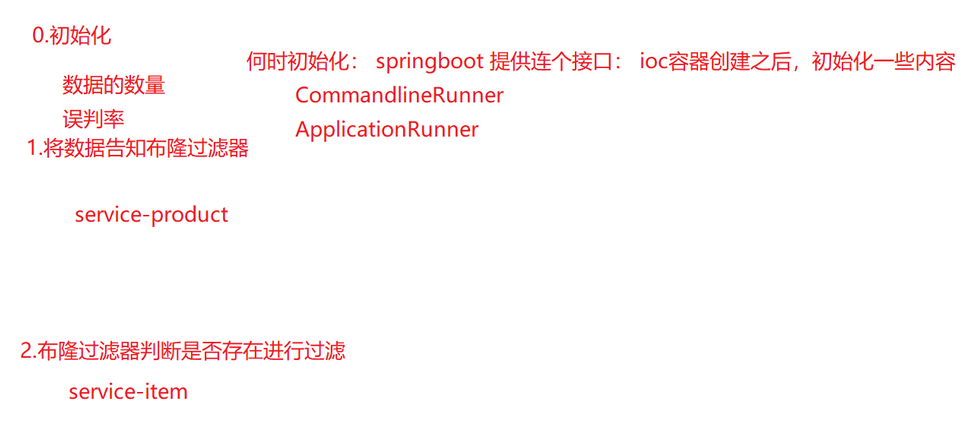 0.初始化
何时初始化： springboot 提供连个接口： ioc容器创建之后，初始化一些内容
数据的数量
CommandlineRunner
误判率
ApplicationRunner
1.将数据告知布隆过滤器
service-product
2.布隆过滤器判断是否存在进行过滤
service-item